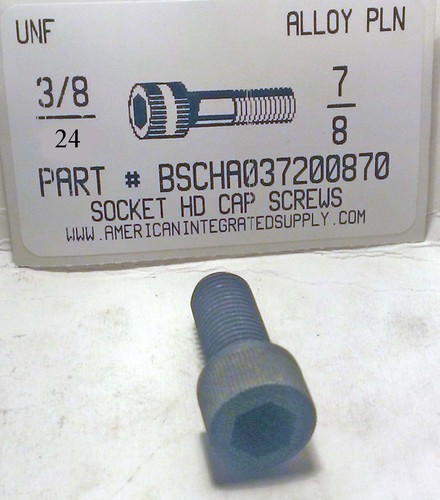 UNF
ALLOY PLN
3/8
24
7
8
PART # BSCHA037200870
SOCKET HD CAP SCREWS
WWW.AMERICANINTEGRATEDSUPPLY.COM